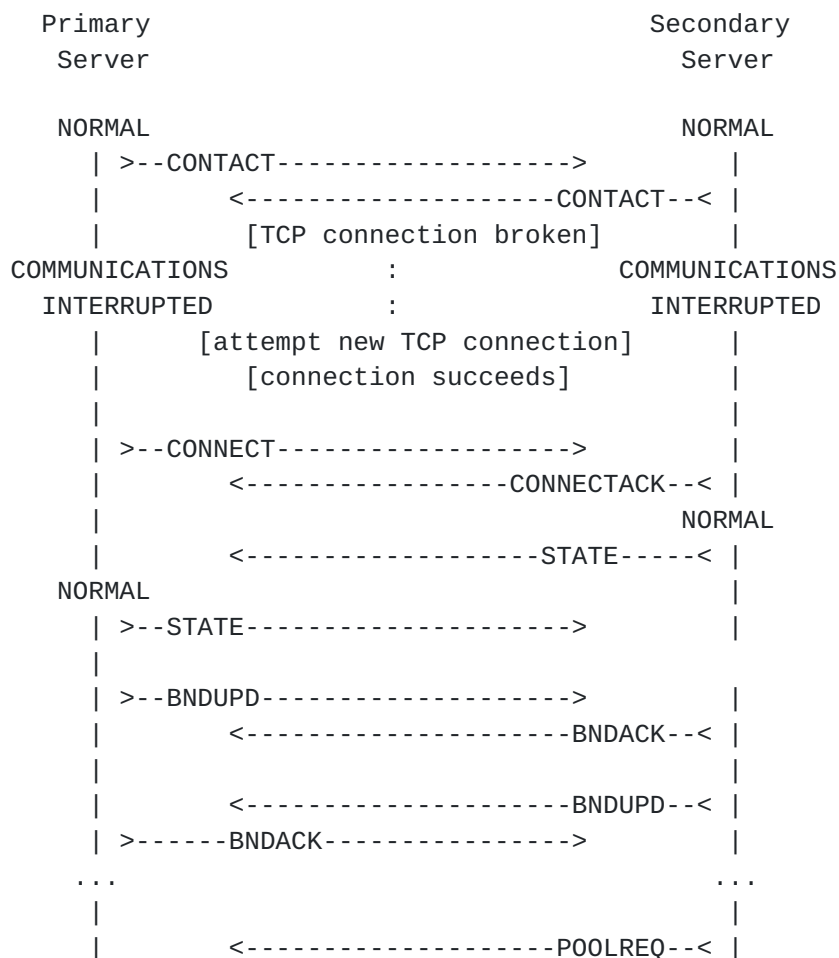 Primary                                Secondary
   Server                                  Server

   NORMAL                                  NORMAL
     | >--CONTACT------------------->         |
     |        <--------------------CONTACT--< |
     |         [TCP connection broken]        |
COMMUNICATIONS          :              COMMUNICATIONS
  INTERRUPTED           :                INTERRUPTED
     |      [attempt new TCP connection]      |
     |         [connection succeeds]          |
     |                                        |
     | >--CONNECT------------------->         |
     |        <-----------------CONNECTACK--< |
     |                                     NORMAL
     |        <-------------------STATE-----< |
   NORMAL                                     |
     | >--STATE--------------------->         |
     |
     | >--BNDUPD-------------------->         |
     |        <---------------------BNDACK--< |
     |                                        |
     |        <---------------------BNDUPD--< |
     | >------BNDACK---------------->         |
    ...                                      ...
     |                                        |
     |        <--------------------POOLREQ--< |